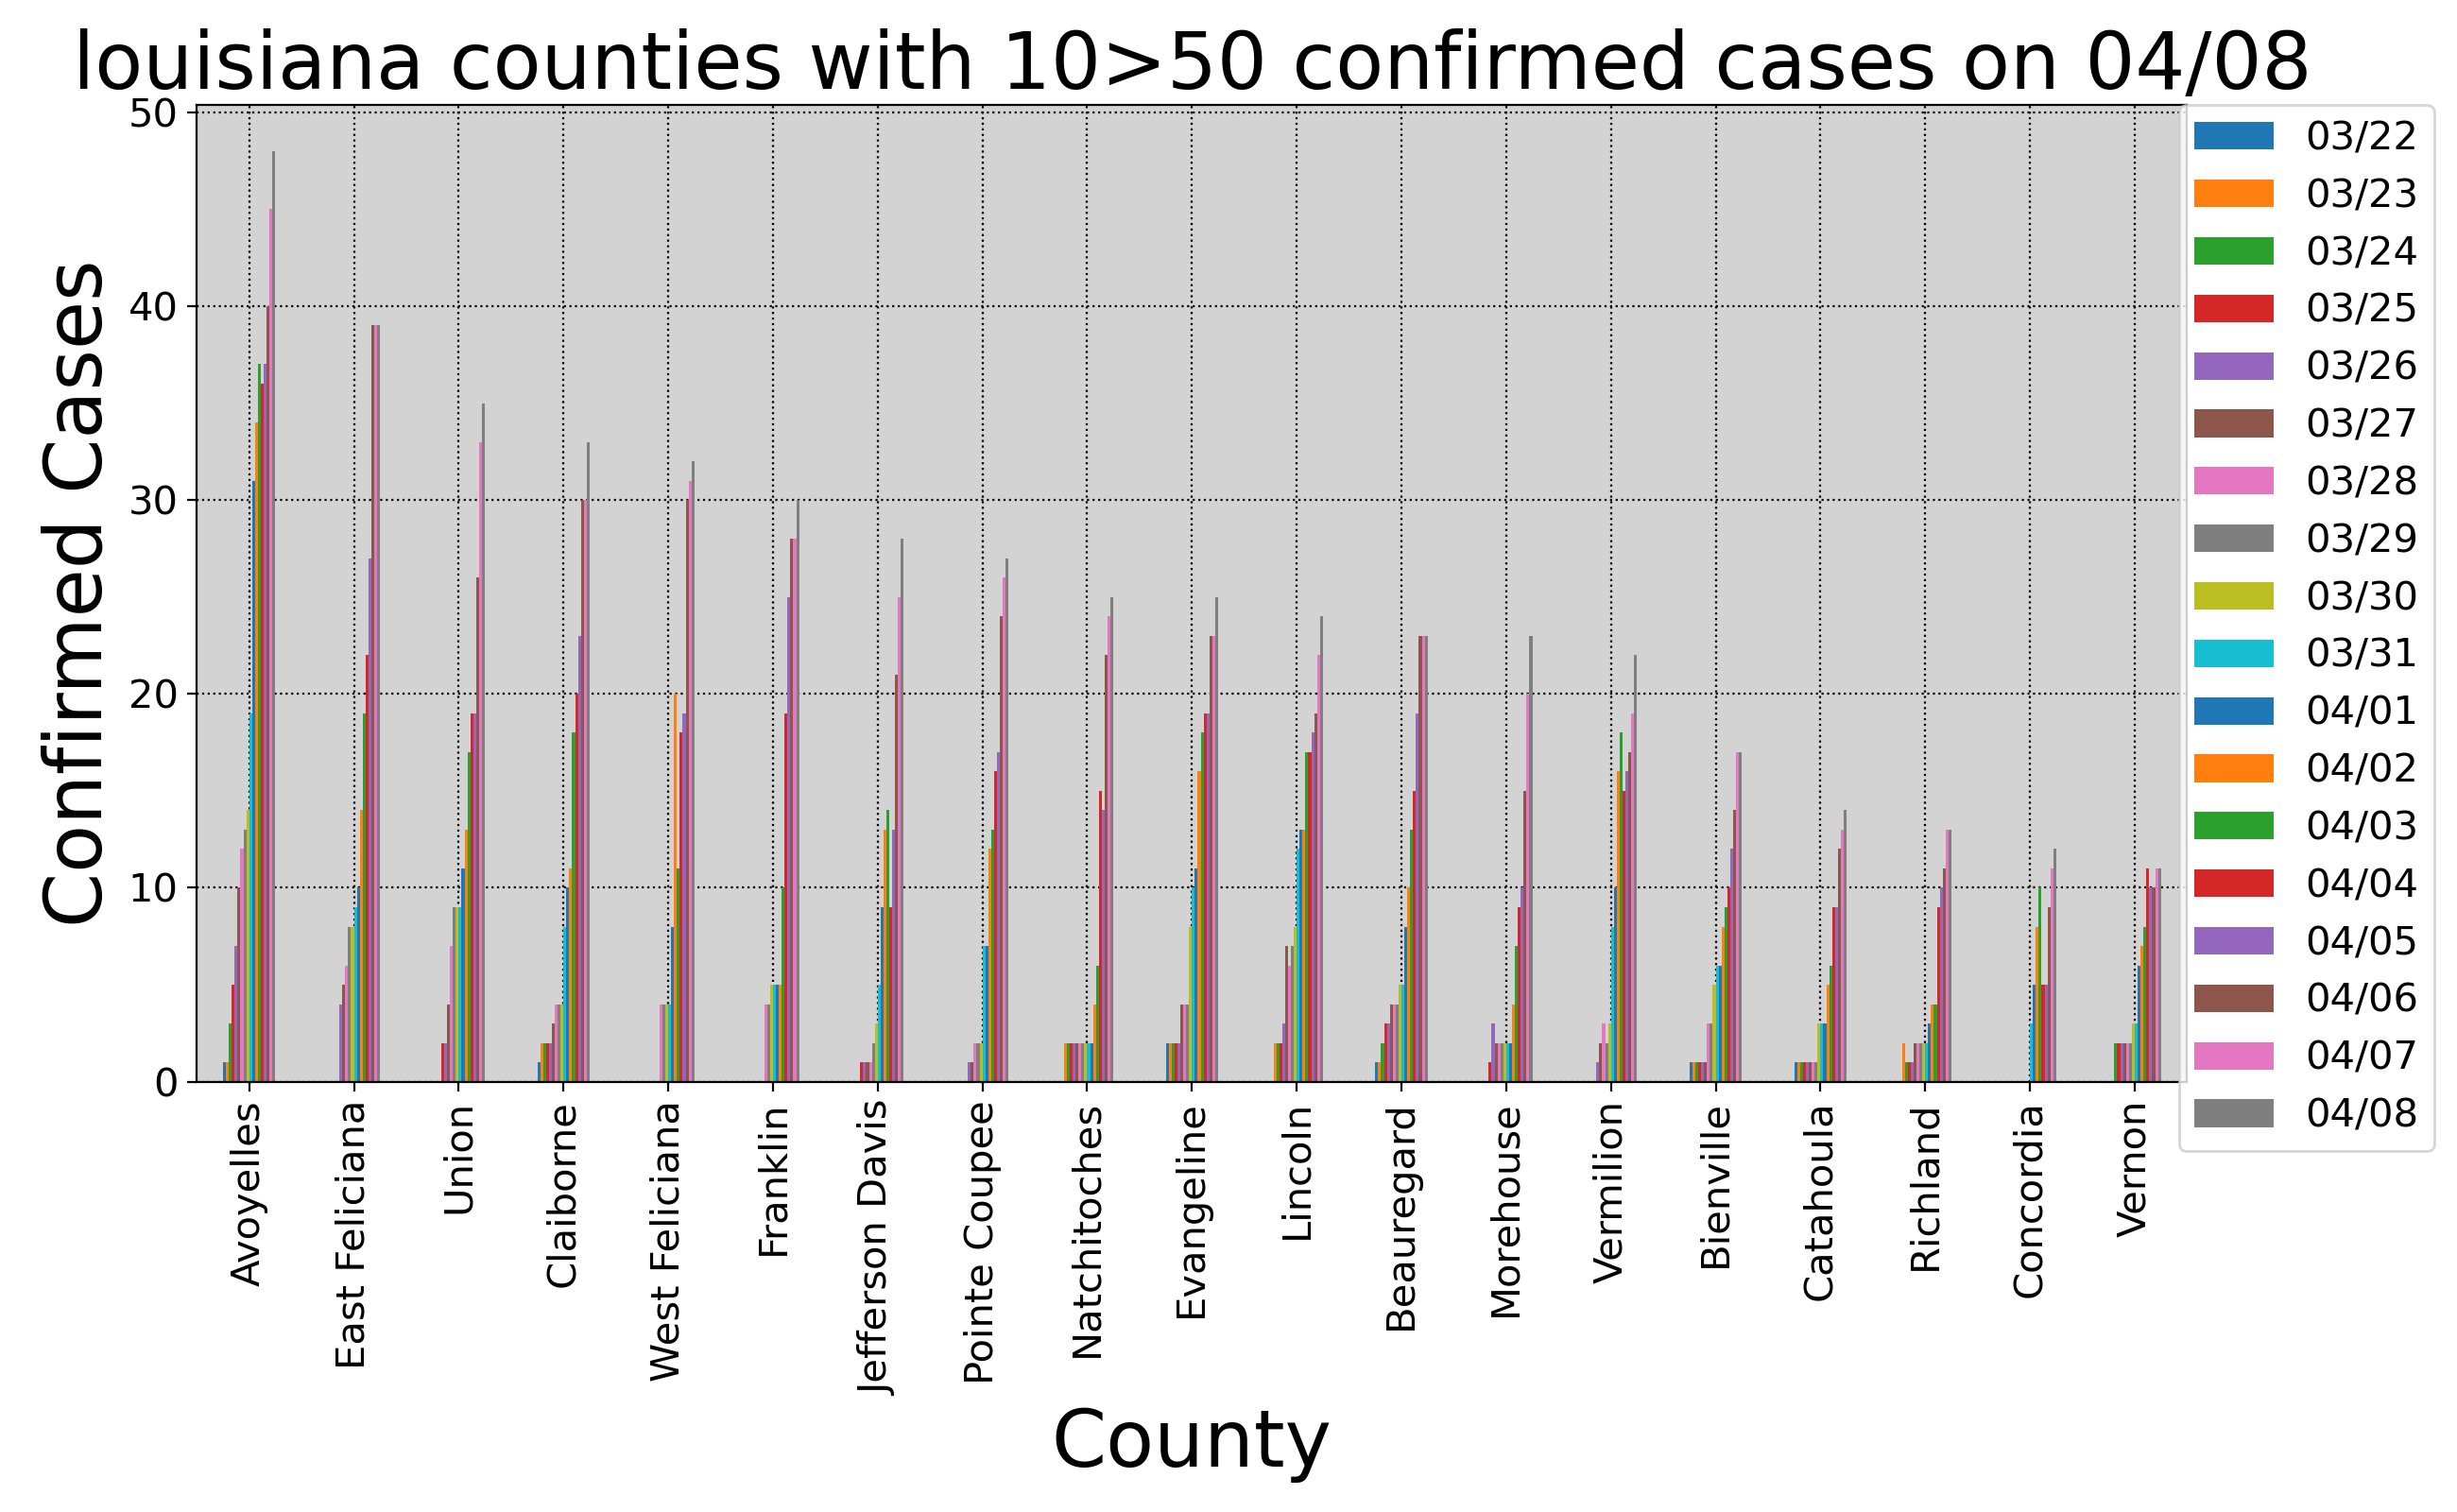 louisiana counties with 10>50 confirmed cases on 04/08
Confirmed Cases
50
40
30
20
10
0
03/22
03/23
03/24
03/25
03/26
03/27
03/28
03/29
03/30
03/31
04/01
04/02
04/03
04/04
04/05
04/06
04/07
04/08
Avoyelles
East Feliciana
Union
Claiborne
West Feliciana
Franklin
Jefferson Davis
Pointe Coupee
Natchitoches
Evangeline
Lincoln
Beauregard
Morehouse
Vermilion
Bienville
Catahoula
Richland
Concordia
Vernon
County